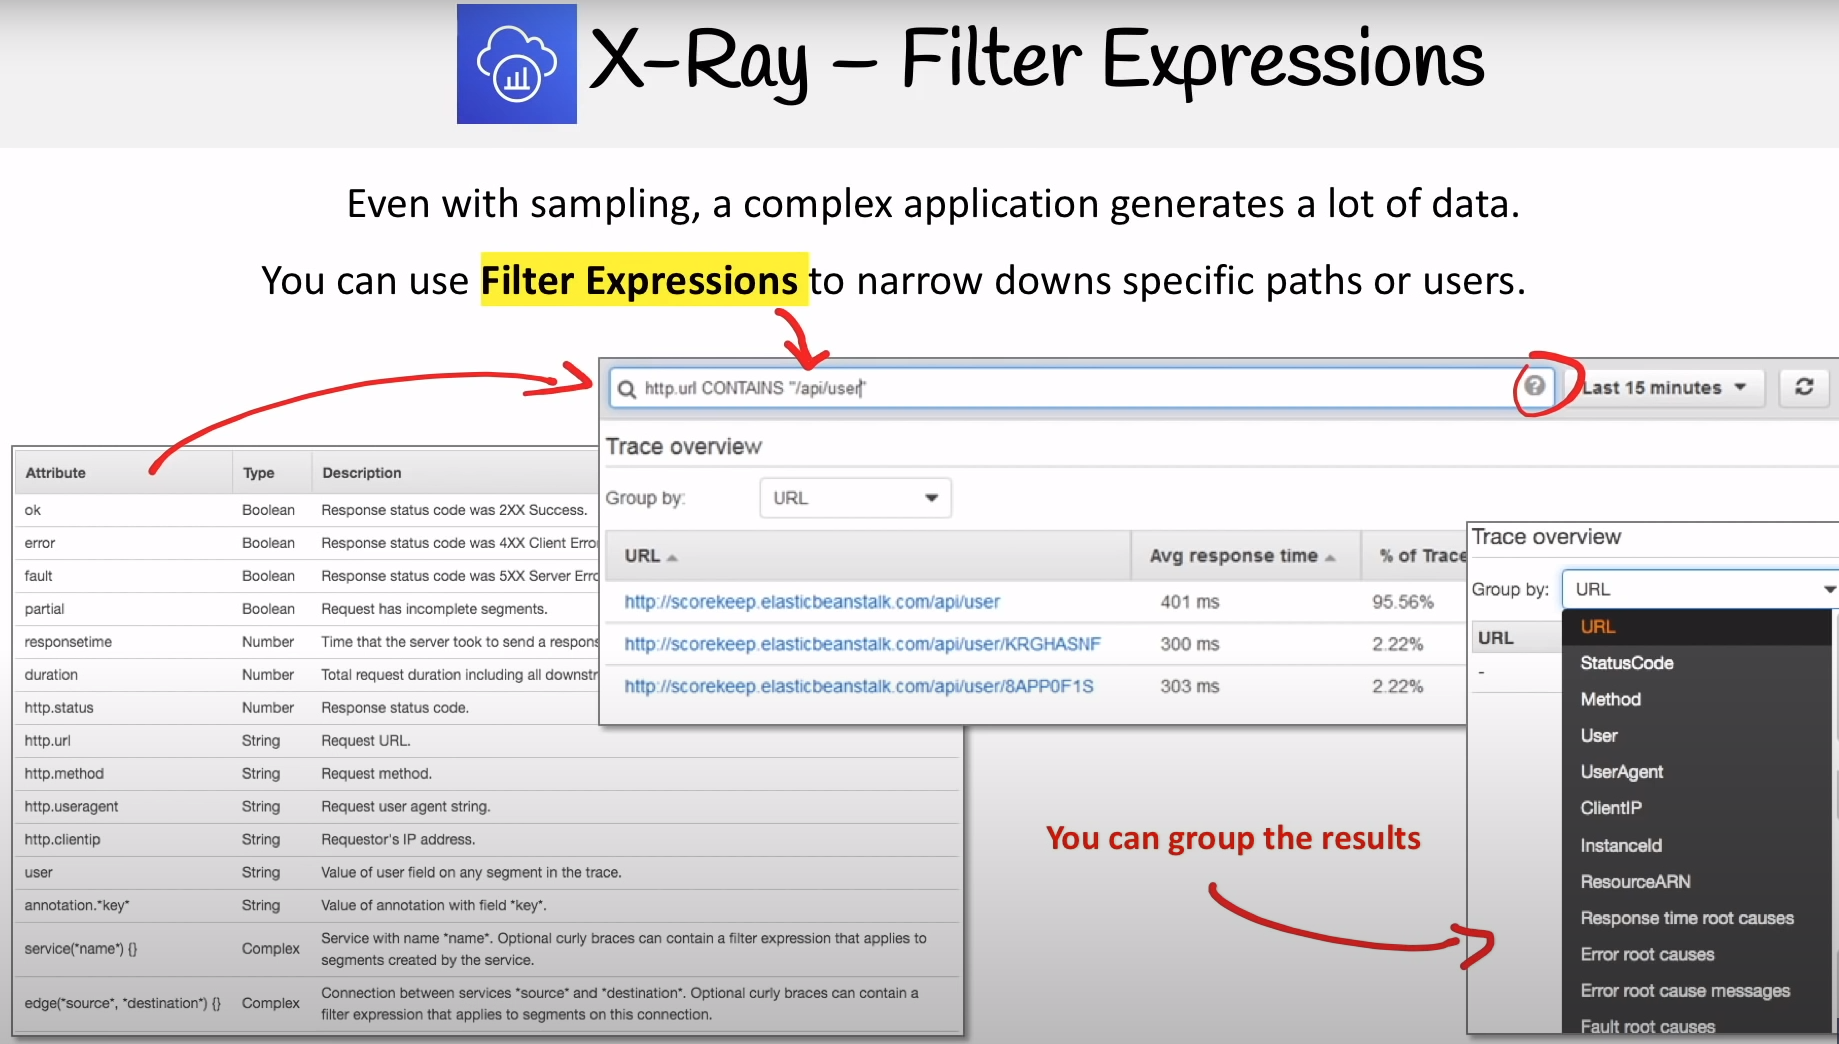 X-Ray – Filter Expressions
Even with sampling, a complex application generates a lot of data.
You can use Filter Expressions to narrow downs specific paths or users.
http.url CONTAINS "/api/user"
Last 15 minutes
Trace overview
Group by: URL
URL Avg response time % of Trace
http://scorekeep.elasticbeanstalk.com/api/user 401 ms 95.56%
http://scorekeep.elasticbeanstalk.com/api/user/KRGHASNF 300 ms 2.22%
http://scorekeep.elasticbeanstalk.com/api/user/8APP0F1S 303 ms 2.22%
Attribute Type Description
ok Boolean Response status code was 2XX Success.
error Boolean Response status code was 4XX Client Erro
fault Boolean Response status code was 5XX Server Erro
partial Boolean Request has incomplete segments.
responsetime Number Time that the server took to send a respons
duration Number Total request duration including all downstr
http.status Number Response status code.
http.url String Request URL.
http.method String Request method.
http.useragent String Request user agent string.
http.clientip String Requestor's IP address.
user String Value of user field on any segment in the trace.
annotation.*key* String Value of annotation with field *key*.
service(*name*) {} Complex Service with name *name*. Optional curly braces can contain a filter expression that applies to
segments created by the service.
edge(*source*, *destination*) {} Complex Connection between services *source* and *destination*. Optional curly braces can contain a
filter expression that applies to segments on this connection.
You can group the results
Trace overview
Group by: URL
URL
-
URL
StatusCode
Method
User
UserAgent
ClientIP
InstanceId
ResourceARN
Response time root causes
Error root causes
Error root cause messages
Fault root causes